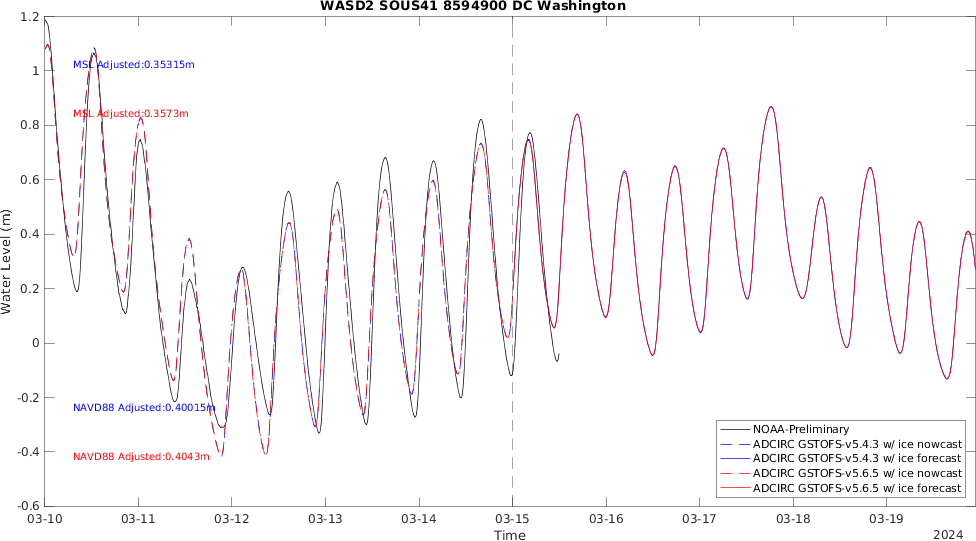 WASD2 SOUS41 8594900 DC Washington
1.2
1
0.8
0.6
0.4
0.2
0
-0.2
-0.4
-0.6
Water Level (m)
MSL Adjusted:0.35315m
MSL Adjusted:0.3573m
NAVD88 Adjusted:0.40015m
NAVD88 Adjusted:0.4043m
NOAA-Preliminary
ADCIRC GSTOFS-v5.4.3 w/ ice nowcast
ADCIRC GSTOFS-v5.4.3 w/ ice forecast
ADCIRC GSTOFS-v5.6.5 w/ ice nowcast
ADCIRC GSTOFS-v5.6.5 w/ ice forecast
03-10 03-11 03-12 03-13 03-14 03-15 03-16 03-17 03-18 03-19
Time
2024